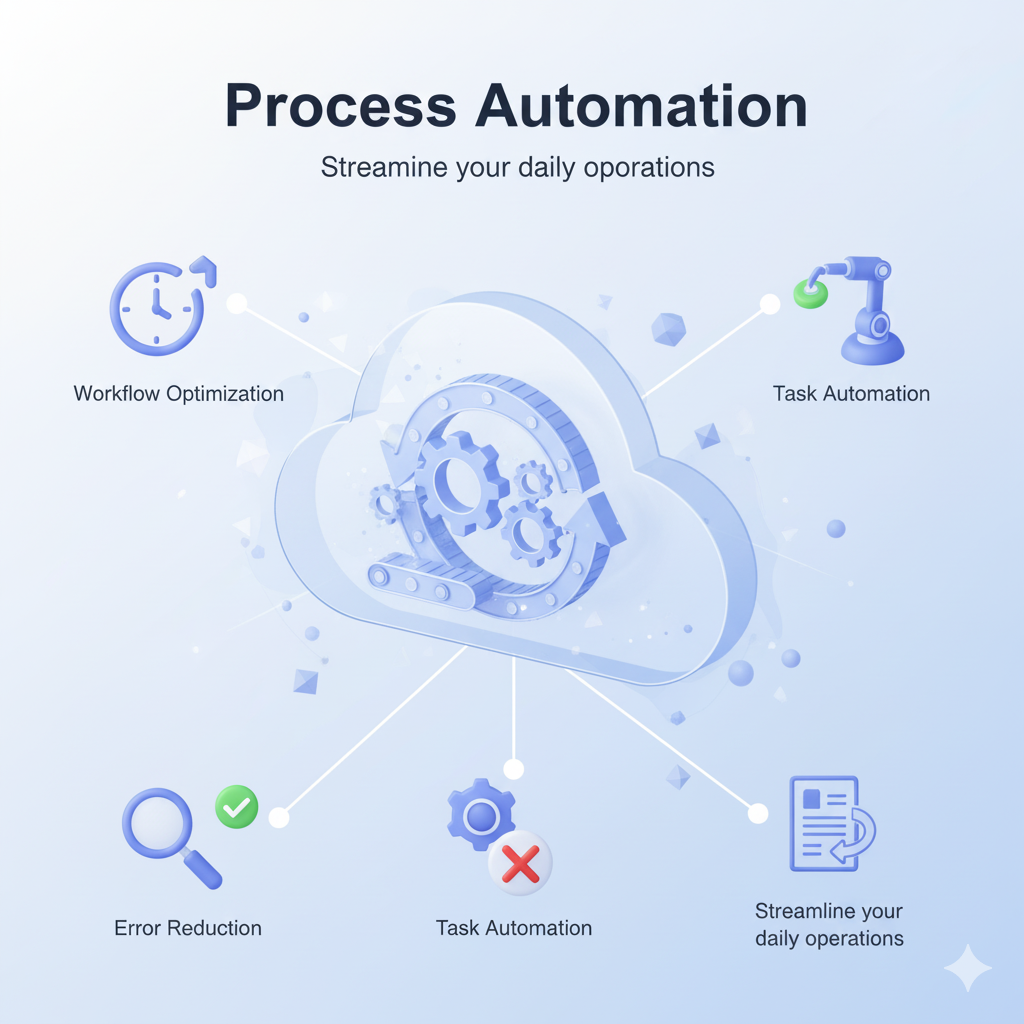 Process Automation
Streamine your daily oporations
Workflow Optimization
Task Automation
Error Reduction
Task Automation
Streamline your
daily operations